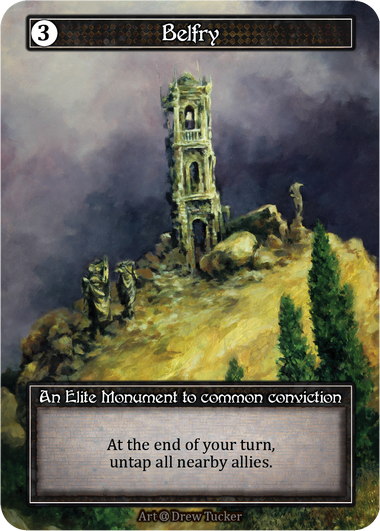 3
Belfry
An Elite Monument to common conviction
At the end of your turn,
untap all nearby allies.
Art @ Drew Tucker